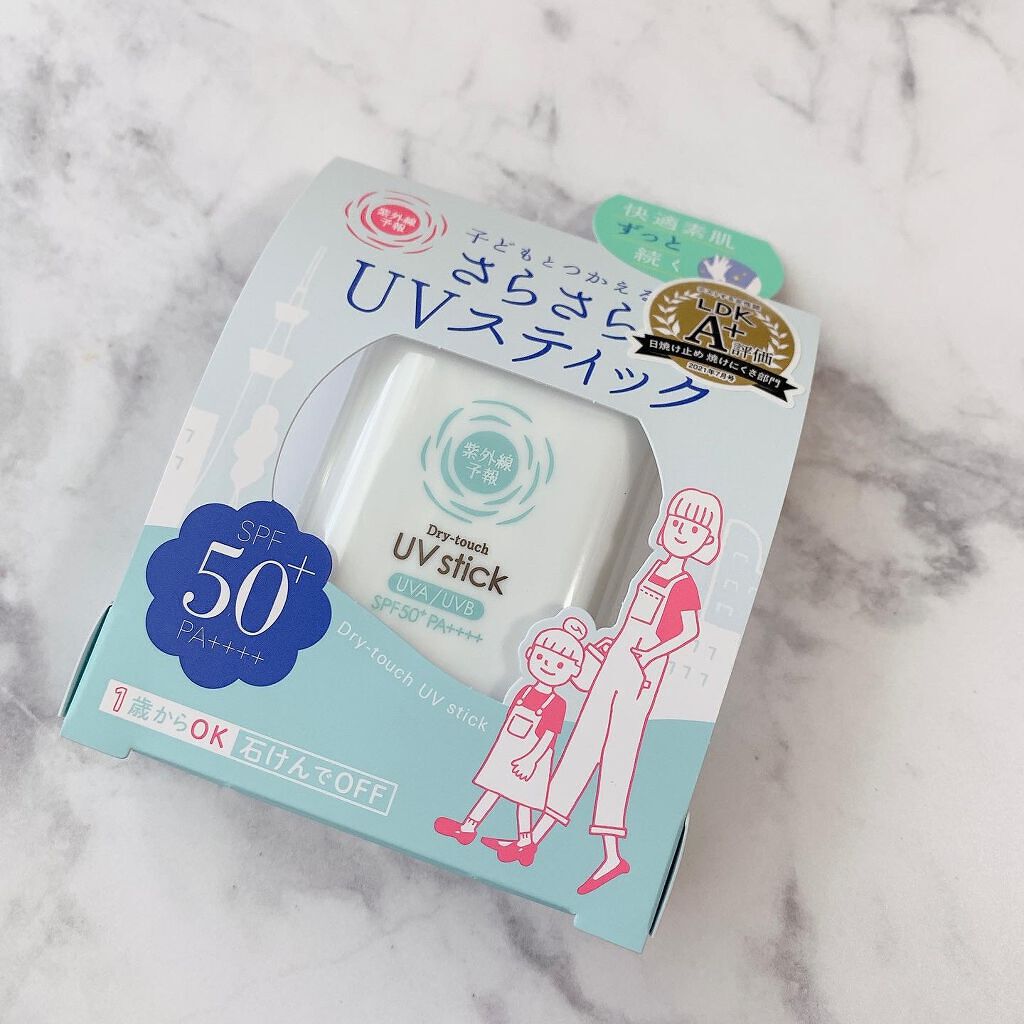 紫外線
予報
子どもとつかえる
さらさら
UVスティック
快適素肌
ずっと
続く
LDK
A+
評価
日焼け止め 焼けにくさ部門
2021年7月号
紫外線
予報
Dry-touch
UV stick
UVA/UVB
SPF50+ PA++++
SPF
50+
PA++++
Dry-touch UV stick
1歳からOK
石けんでOFF